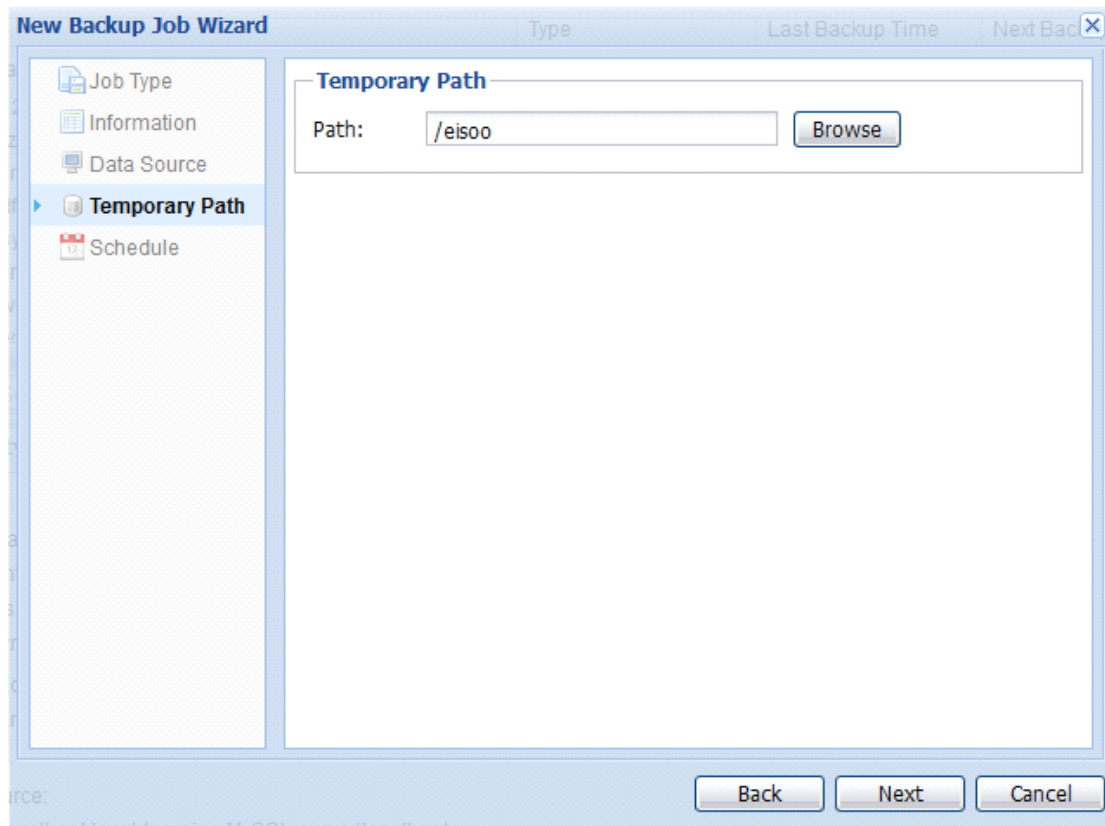 New Backup Job Wizard
Type
Last Backup Time
Next Bac
Job Type
Information
Data Source
Temporary Path
Schedule
Temporary Path
Path:
/eisoo
Browse
Back
Next
Cancel